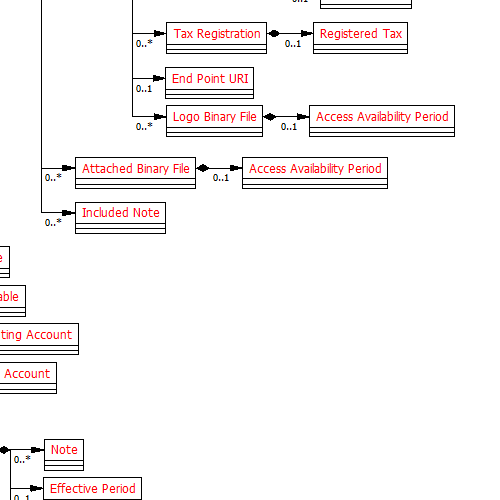 0..1
Tax Registration
Registered Tax
0..*
0..1
End Point URI
0..1
Logo Binary File
Access Availability Period
0..*
0..1
Attached Binary File
Access Availability Period
0..*
0..1
Included Note
0..*
e
able
ting Account
Account
Note
0..*
Effective Period
0..1